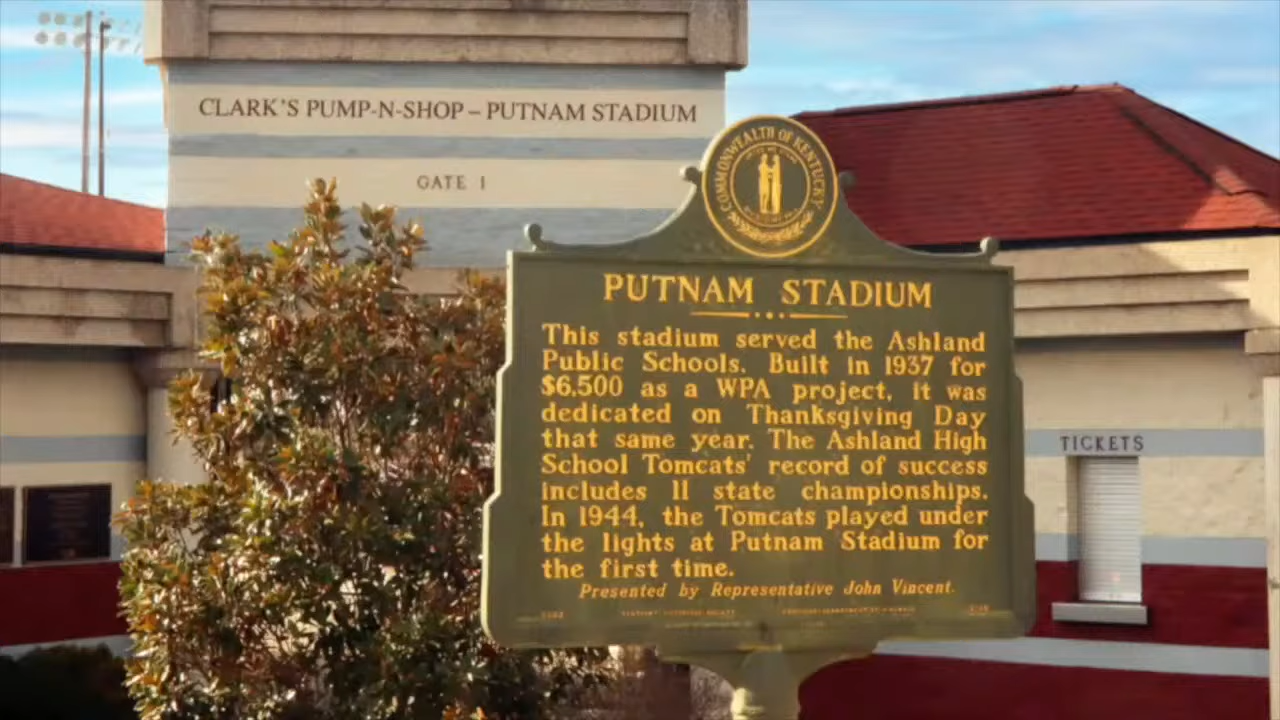 CLARK'S PUMP-N-SHOP – PUTNAM STADIUM
GATE 1
COMMONWEALTH OF KENTUCKY
PUTNAM STADIUM
This stadium served the Ashland
Public Schools. Built in 1937 for
$6,500 as a WPA project, it was
dedicated on Thanksgiving Day
that same year. The Ashland High
School Tomcats' record of success
includes 11 state championships.
In 1944, the Tomcats played under
the lights at Putnam Stadium for
the first time.
Presented by Representative John Vincent.
TICKETS